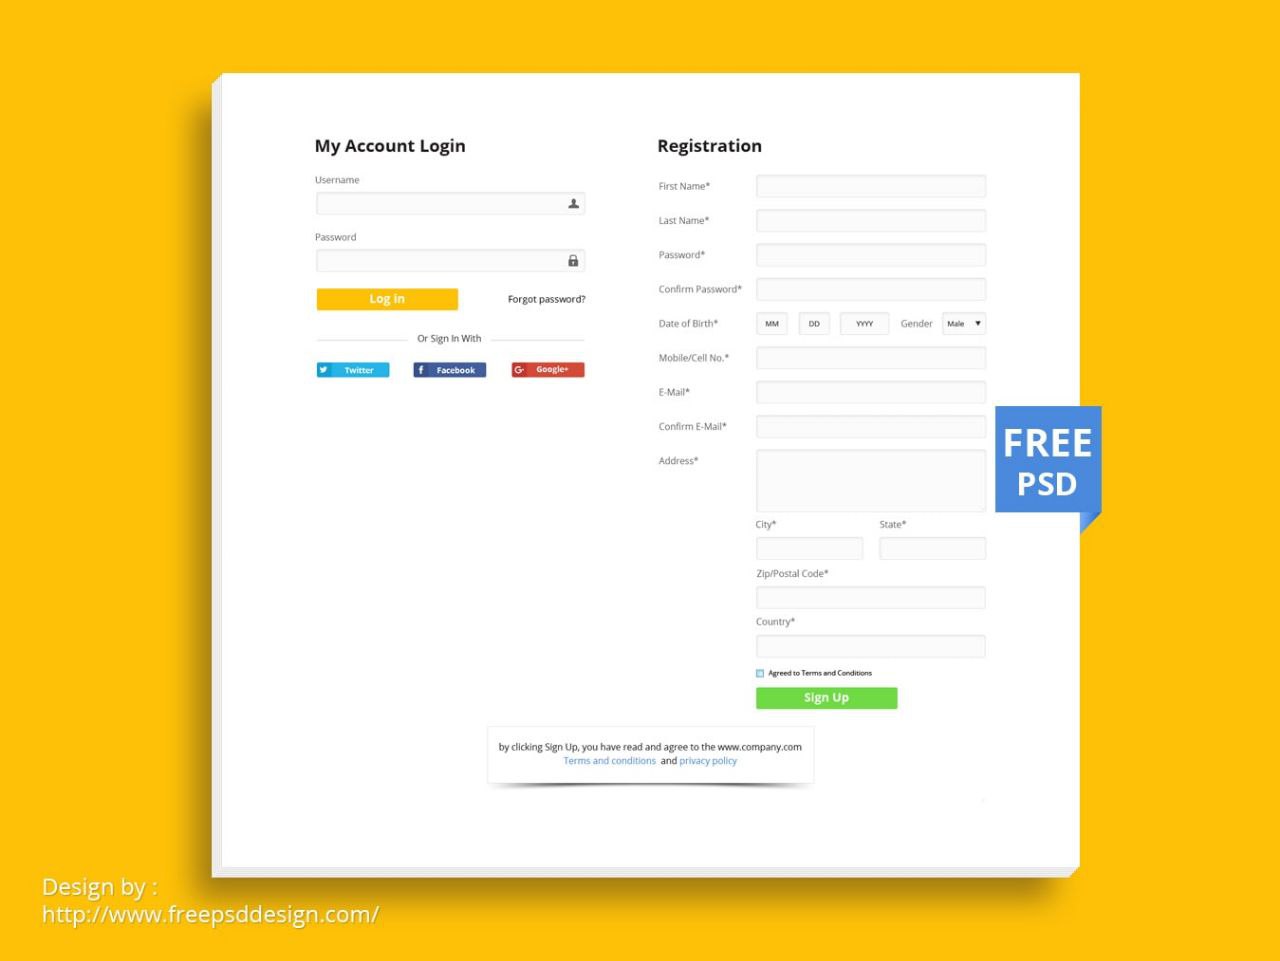 My Account Login
Username
Password
Log in
Forgot password?
Or Sign In With
Twitter
Facebook
Google+
Registration
First Name*
Last Name*
Password*
Confirm Password*
Date of Birth* MM DD YYYY Gender Male
Mobile/Cell No.*
E-Mail*
Confirm E-Mail*
Address*
City* State*
Zip/Postal Code*
Country*
Agreed to Terms and Conditions
Sign Up
FREE
PSD
by clicking Sign Up, you have read and agree to the www.company.com
Terms and conditions and privacy policy
Design by :
http://www.freepsddesign.com/